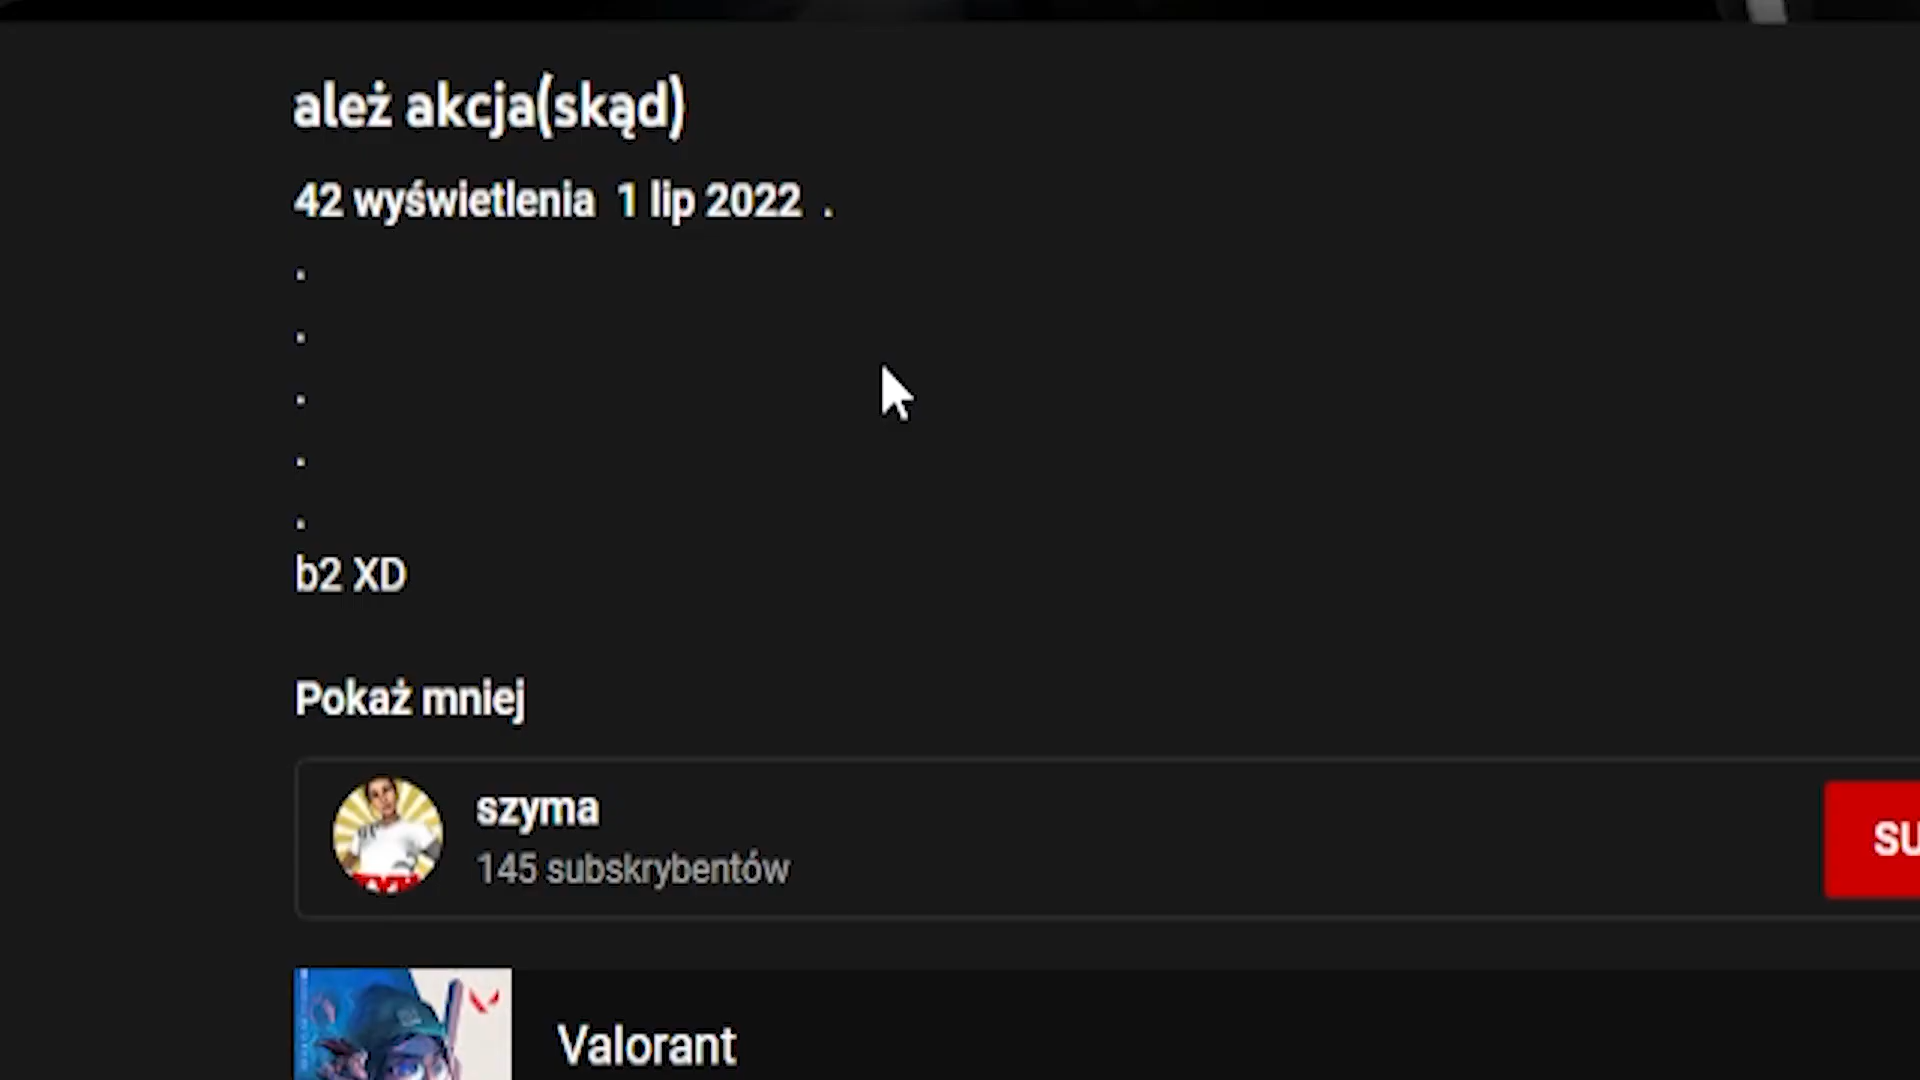 ależ akcja(skąd)
42 wyświetlenia 1 lip 2022 .
.
.
.
.
.
b2 XD
Pokaż mniej
szyma
145 subskrybentów
SU
Valorant